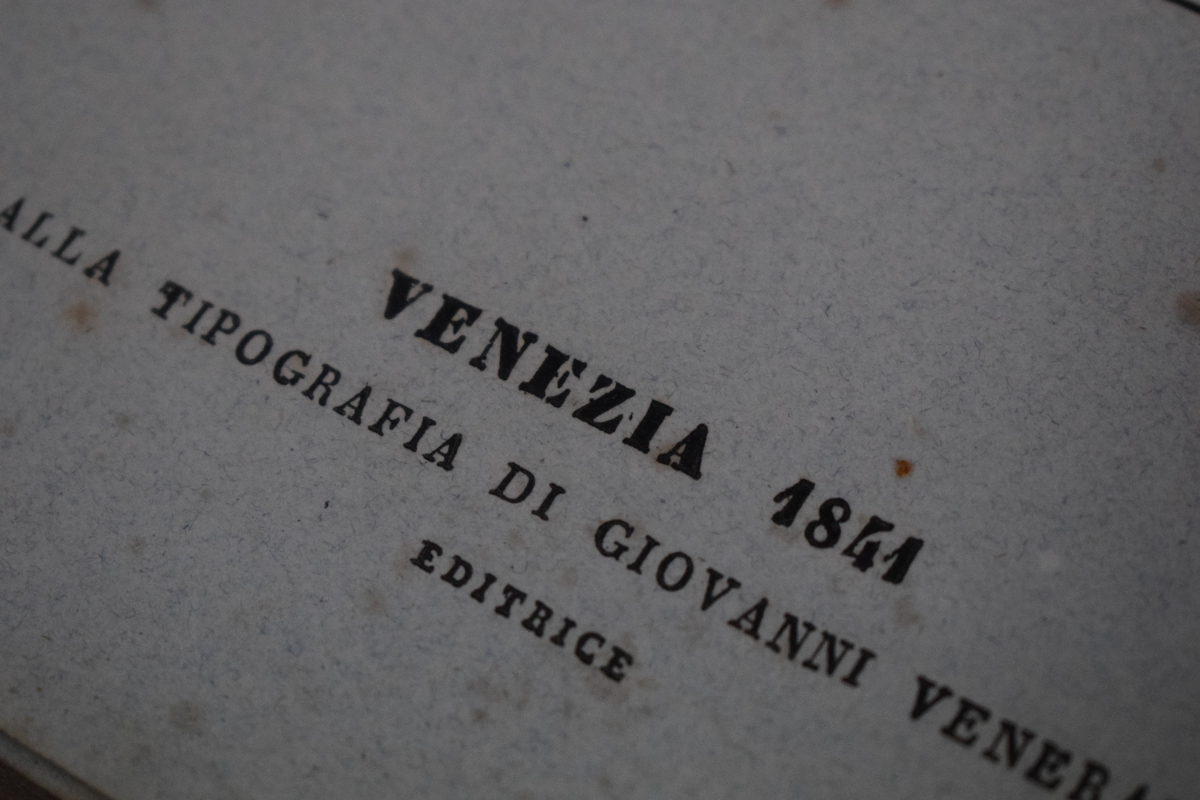 VENEZIA 1841
ALLA TIPOGRAFIA DI GIOVANNI
EDITRICE